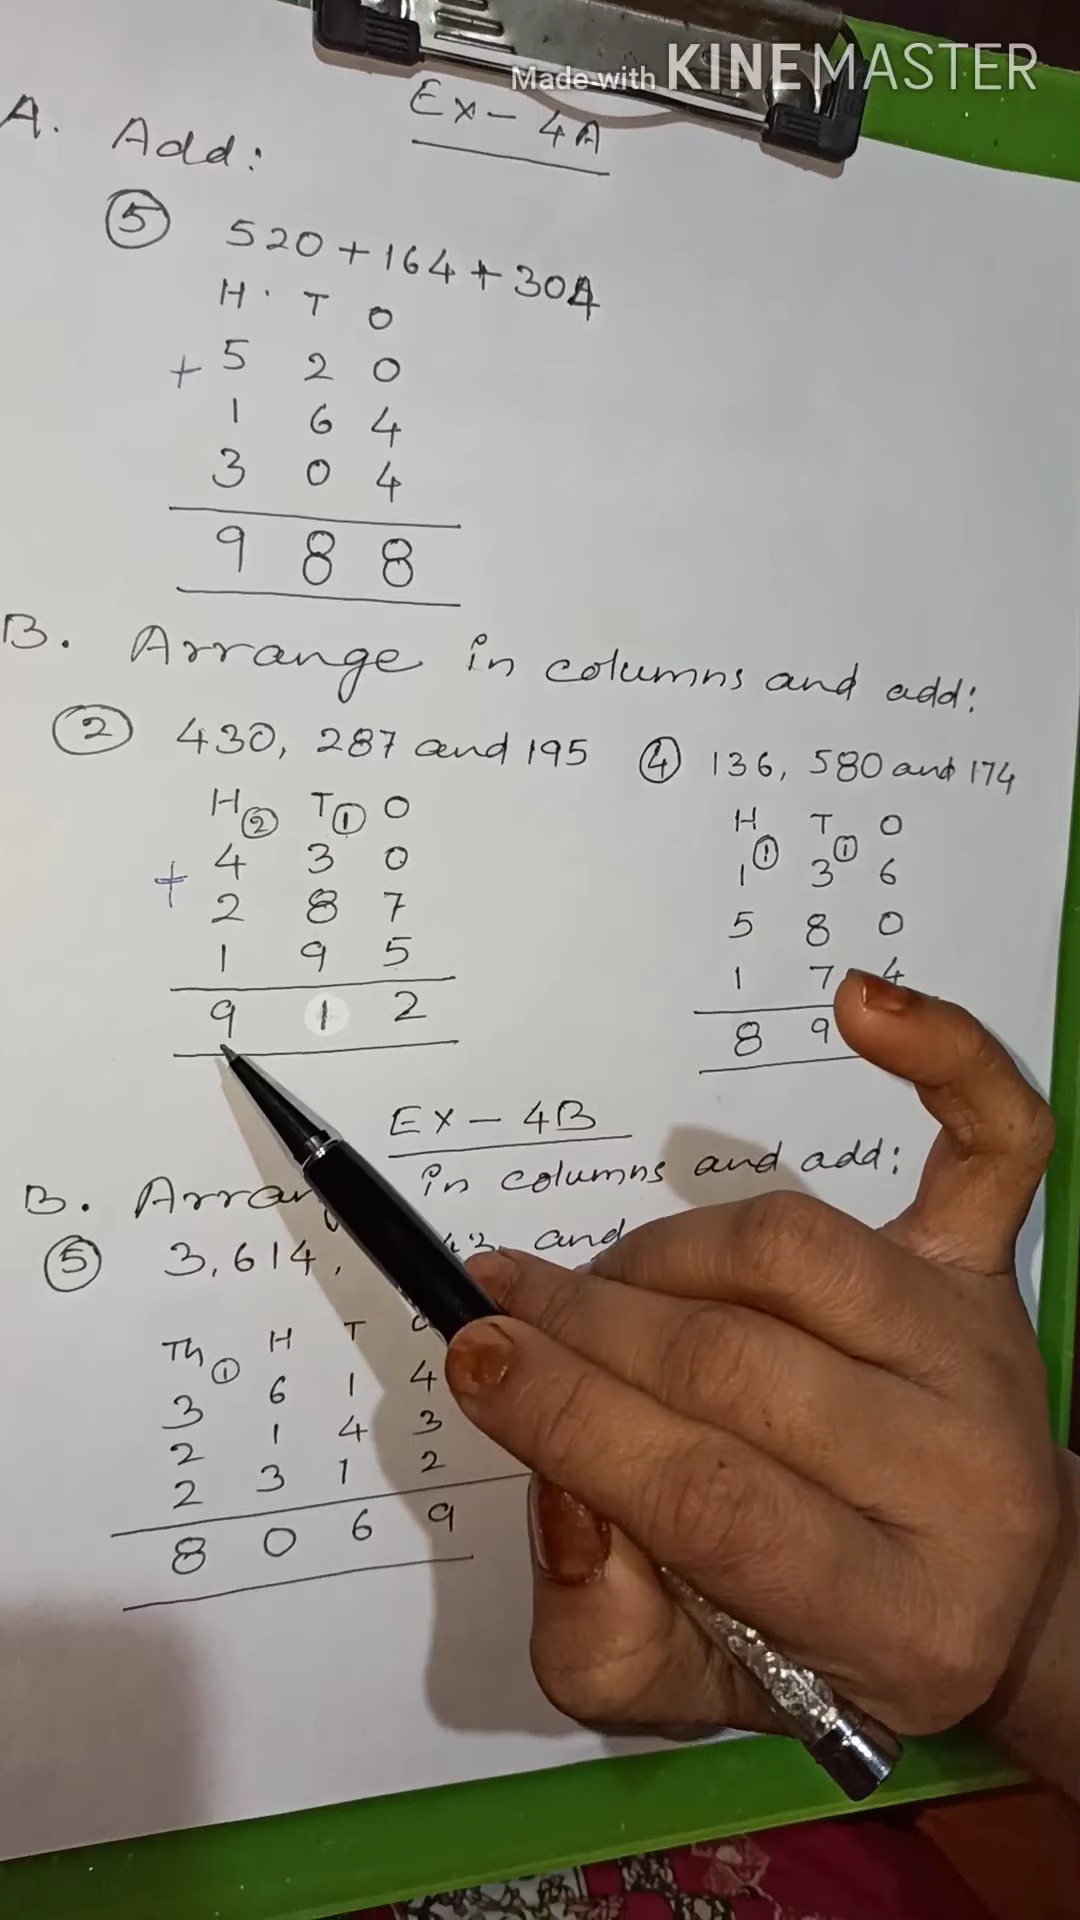 Made with KINEMASTER
Ex - 4A
A. Add:
⑤ 520 + 164 + 304
H · T O
+ 5 2 0
1 6 4
3 0 4
9 8 8
B. Arrange in columns and add:
② 430, 287 and 195
H ② T ① O
+ 4 3 0
2 8 7
1 9 5
9 1 2
④ 136, 580 and 174
H T O
① ①
1 3 6
5 8 0
1 7 4
8 9
Ex - 4B
B. in columns and add:
⑤ 3,614, and
Th ① H T
3 6 1 4
2 1 4 3
2 3 1 2
8 0 6 9